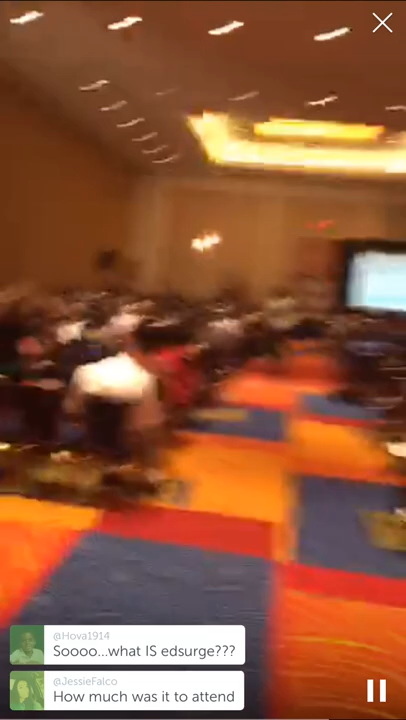 @Hova1914
Soooo...what IS edsurge???
@JessieFalco
How much was it to attend